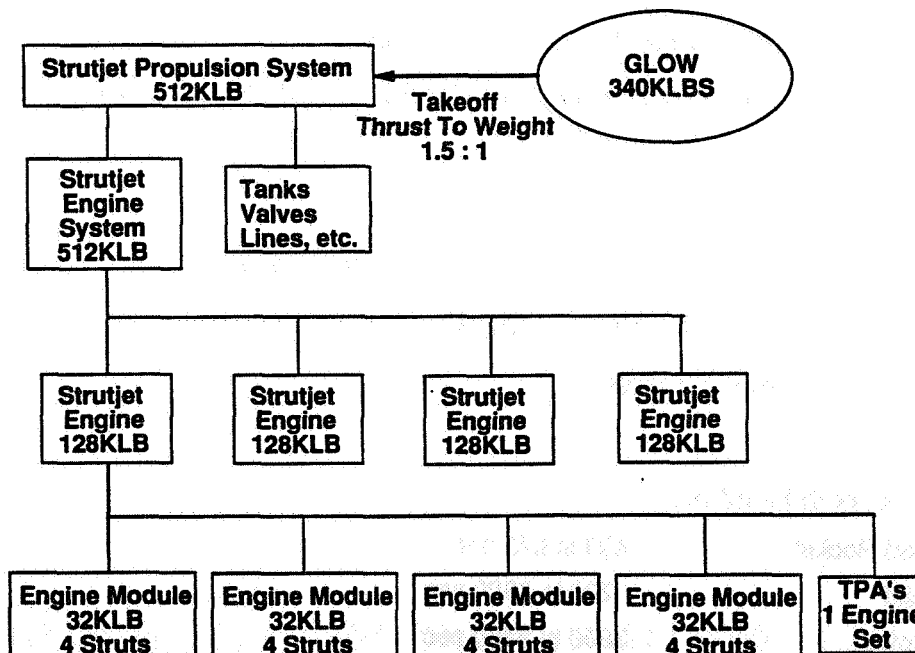 Strutjet Propulsion System
512KLB
GLOW
340KLBS
Takeoff
Thrust To Weight
1.5 : 1
Strutjet
Engine
System
512KLB
Tanks
Valves
Lines, etc.
Strutjet
Engine
128KLB
Strutjet
Engine
128KLB
Strutjet
Engine
128KLB
Strutjet
Engine
128KLB
Engine Module
32KLB
4 Struts
Engine Module
32KLB
4 Struts
Engine Module
32KLB
4 Struts
Engine Module
32KLB
4 Struts
TPA's
1 Engine
Set